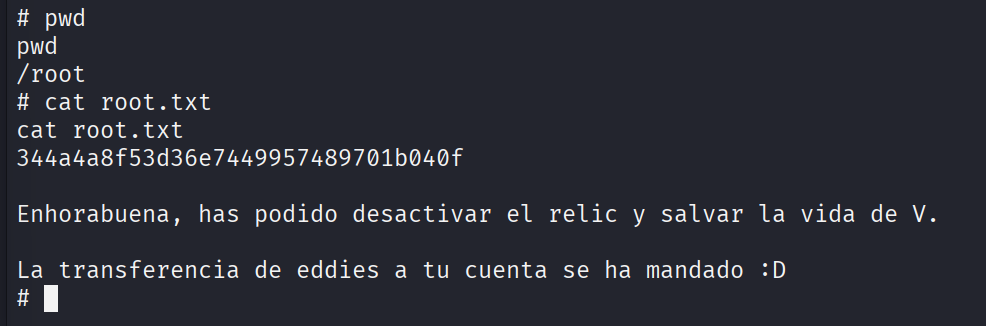 # pwd
pwd
/root
# cat root.txt
cat root.txt
344a4a8f53d36e7449957489701b040f
Enhorabuena, has podido desactivar el relic y salvar la vida de V.
La transferencia de eddies a tu cuenta se ha mandado :D
#